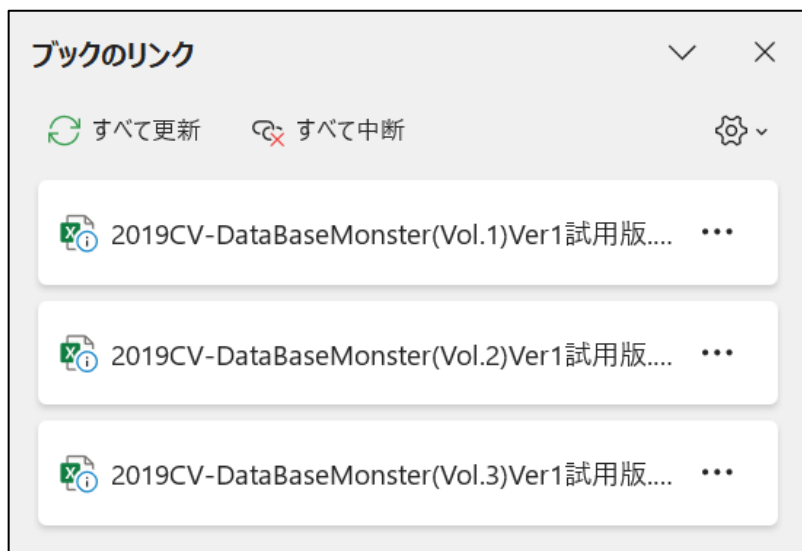 ブックのリンク
すべて更新 すべて中断
2019CV-DataBaseMonster(Vol.1)Ver1試用版....
2019CV-DataBaseMonster(Vol.2)Ver1試用版....
2019CV-DataBaseMonster(Vol.3)Ver1試用版....